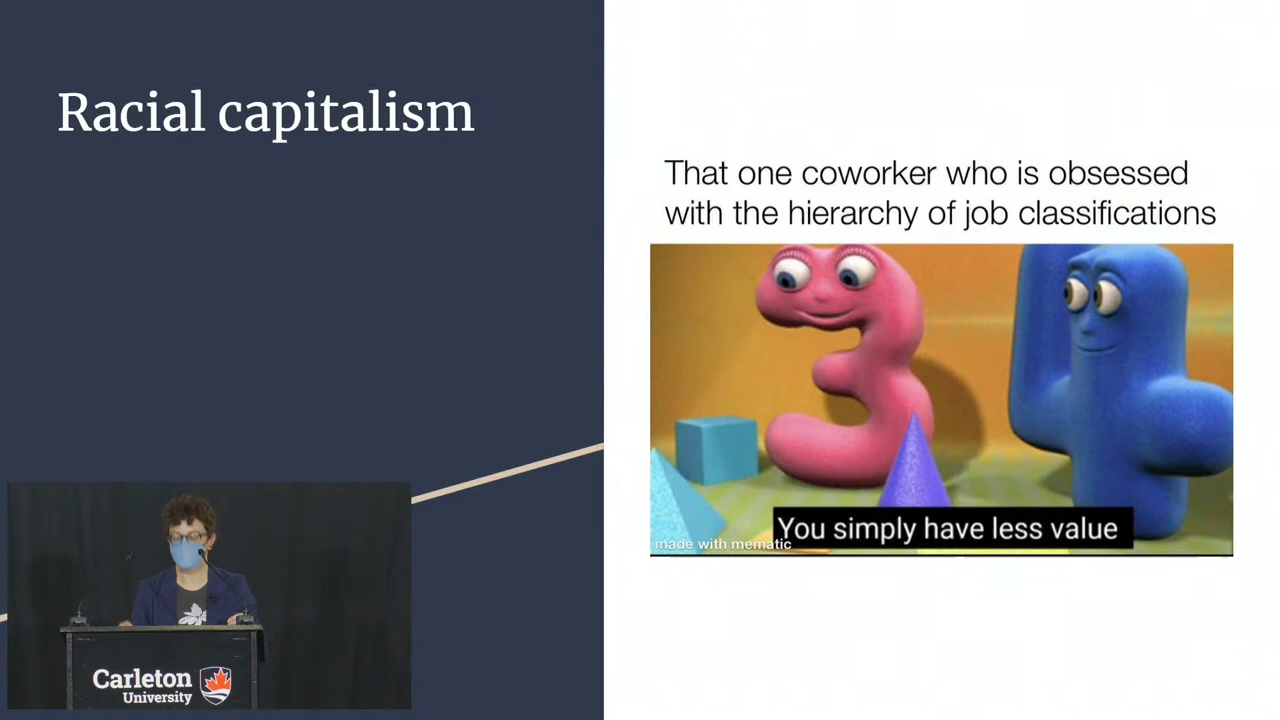 Racial capitalism
That one coworker who is obsessed
with the hierarchy of job classifications
You simply have less value
made with mematic
Carleton
University